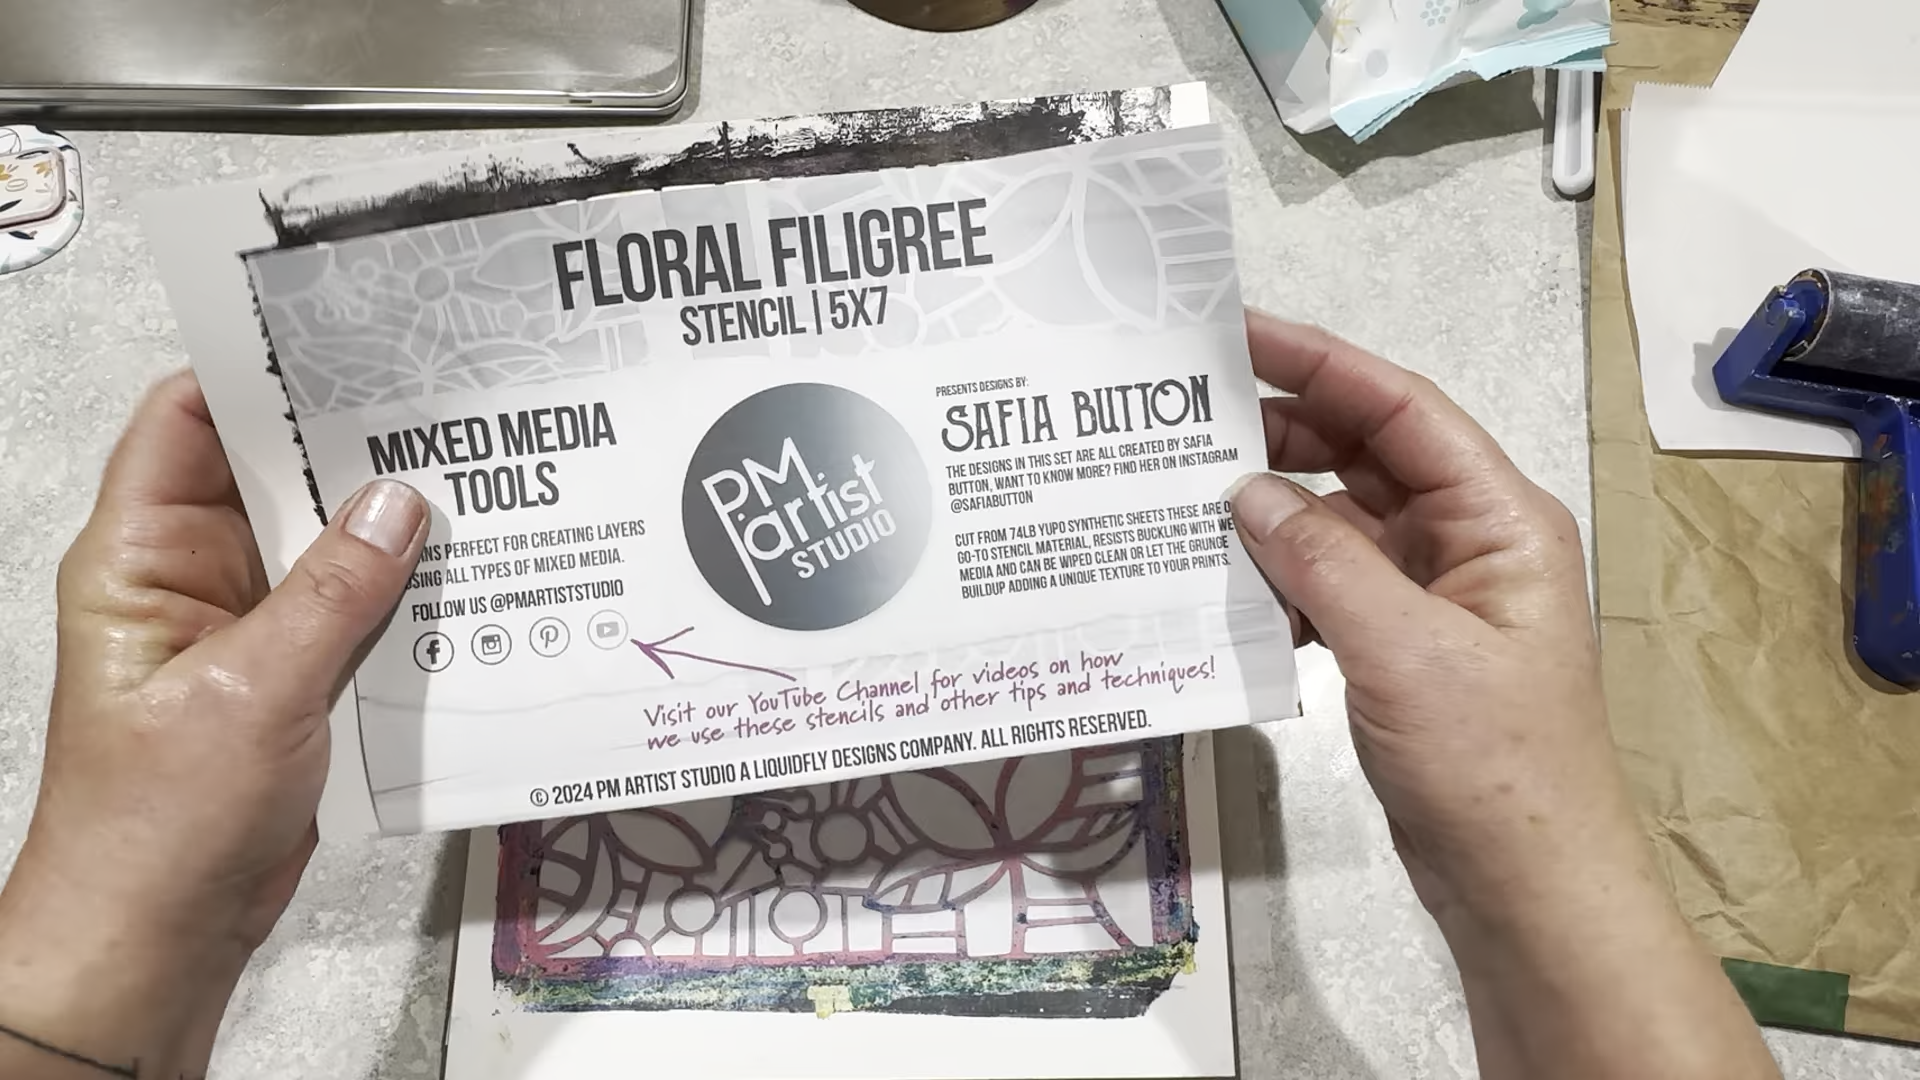 FLORAL FILIGREE
STENCIL | 5X7
MIXED MEDIA
TOOLS
PERFECT FOR CREATING LAYERS
USING ALL TYPES OF MIXED MEDIA.
FOLLOW US @PMARTISTSTUDIO
PM
artist
STUDIO
PRESENTS DESIGNS BY:
SAFIA BUTTON
THE DESIGNS IN THIS SET ARE ALL CREATED BY SAFIA
BUTTON, WANT TO KNOW MORE? FIND HER ON INSTAGRAM
@SAFIABUTTON
CUT FROM 74LB YUPO SYNTHETIC SHEETS THESE ARE
GO-TO STENCIL MATERIAL, RESISTS BUCKLING WITH WET
MEDIA AND CAN BE WIPED CLEAN OR LET THE GRUNGE
BUILDUP ADDING A UNIQUE TEXTURE TO YOUR PRINTS.
Visit our YouTube Channel for videos on how
we use these stencils and other tips and techniques!
© 2024 PM ARTIST STUDIO A LIQUIDFLY DESIGNS COMPANY. ALL RIGHTS RESERVED.